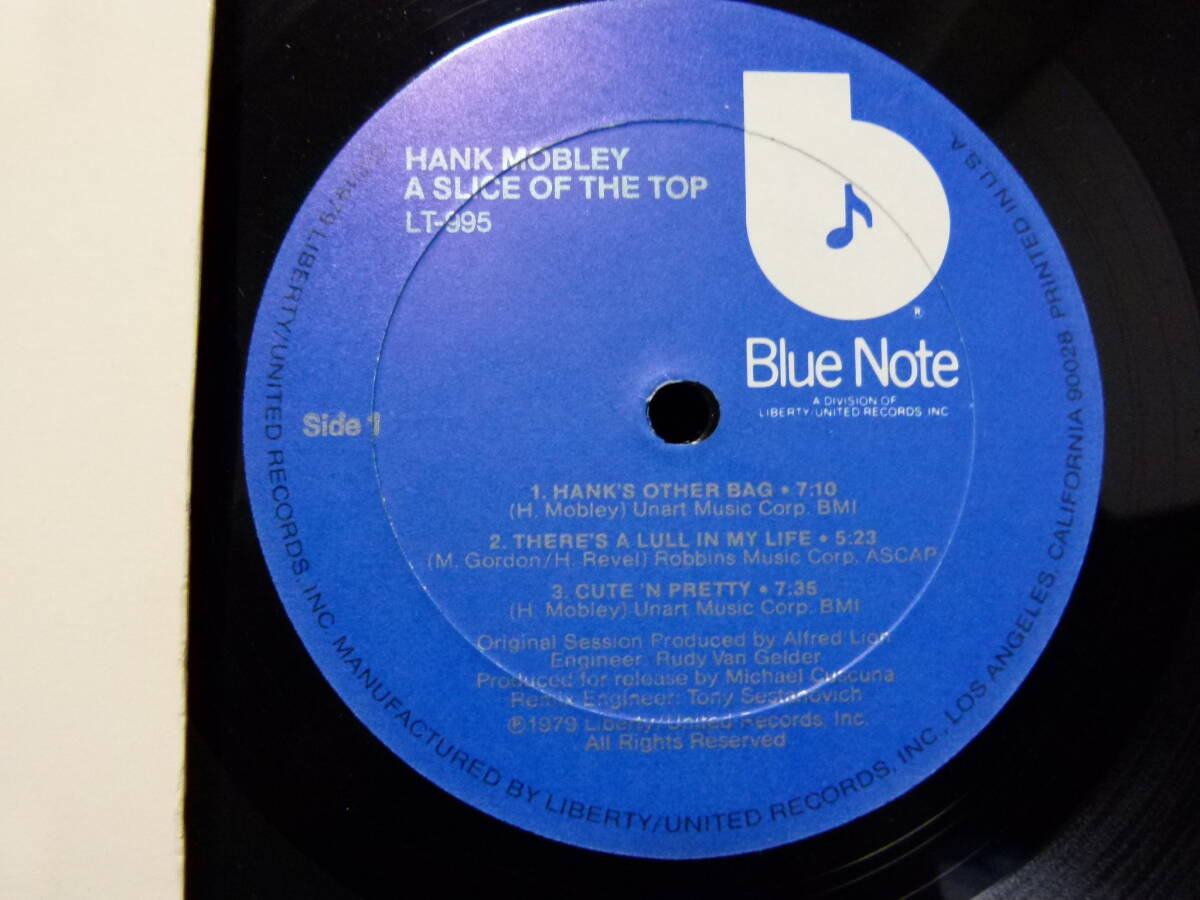 HANK MOBLEY
A SLICE OF THE TOP
LT-995
®
Blue Note
A DIVISION OF
LIBERTY/UNITED RECORDS, INC
Side 1
1. HANK'S OTHER BAG • 7:10
(H. Mobley) Unart Music Corp. BMI
2. THERE'S A LULL IN MY LIFE • 5:23
(M. Gordon/H. Revel) Robbins Music Corp. ASCAP
3. CUTE 'N PRETTY • 7:35
(H. Mobley) Unart Music Corp. BMI
Original Session Produced by Alfred Lion
Engineer: Rudy Van Gelder
Produced for release by Michael Cuscuna
Remix Engineer: Tony Sestanovich
℗1979 Liberty/United Records, Inc.
All Rights Reserved
1979 LIBERTY/UNITED RECORDS, INC. MANUFACTURED BY LIBERTY/UNITED RECORDS, INC., LOS ANGELES, CALIFORNIA 90028 PRINTED IN U.S.A.